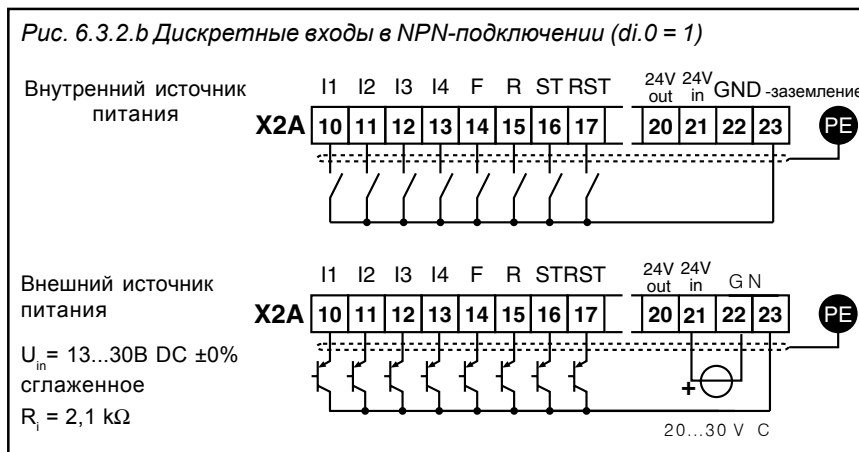 Рис. 6.3.2.b Дискретные входы в NPN-подключении (di.0 = 1)
Внутренний источник питания
I1 I2 I3 I4 F R ST RST 24V out 24V in GND -заземление
X2A 10 11 12 13 14 15 16 17 20 21 22 23 PE
Внешний источник питания
I1 I2 I3 I4 F R STRST 24V out 24V in G N
X2A 10 11 12 13 14 15 16 17 20 21 22 23 PE
Uin= 13...30В DC ±0%
сглаженное
Ri = 2,1 kΩ
+
20...30 V C